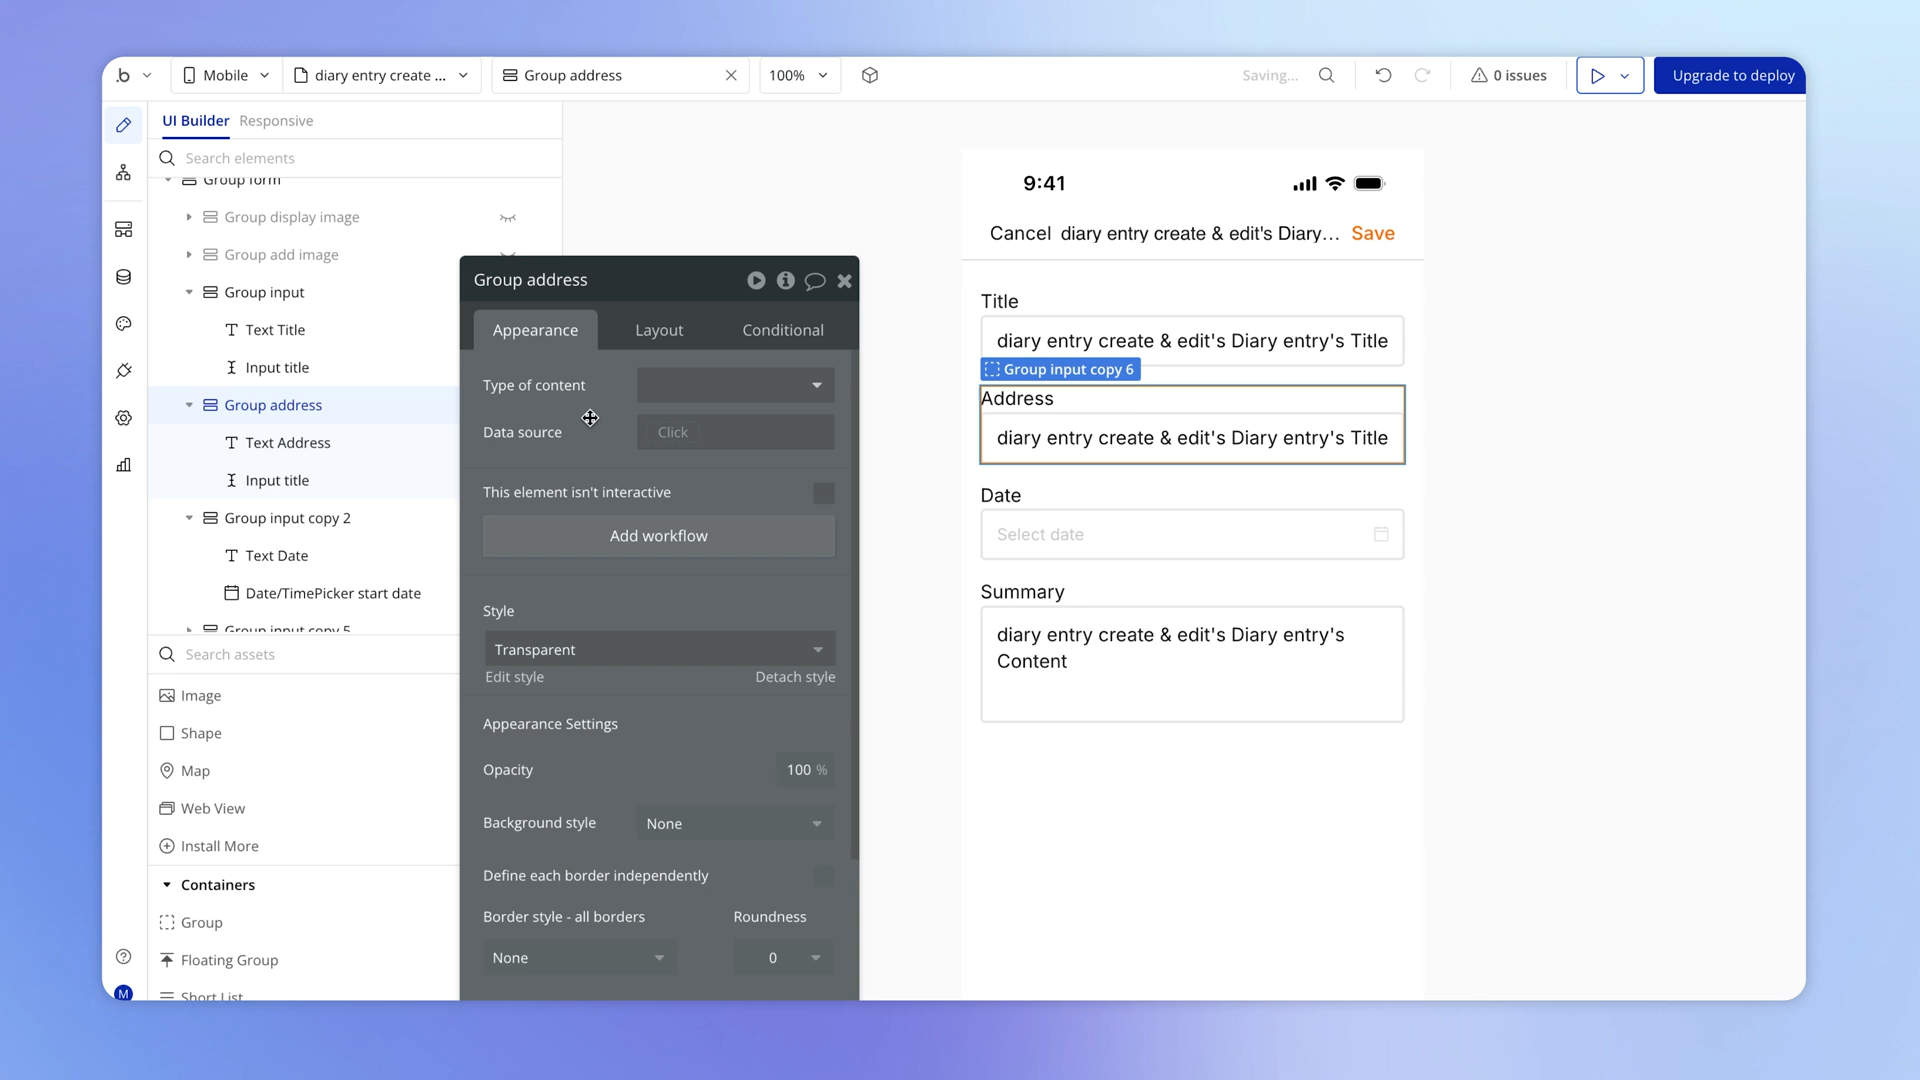 .b
Mobile
diary entry create ...
Group address
100%
Saving...
0 issues
Upgrade to deploy
UI Builder
Responsive
Search elements
Group form
Group display image
Group add image
Group input
Text Title
Input title
Group address
Text Address
Input title
Group input copy 2
Text Date
Date/TimePicker start date
Group input copy 5
Search assets
Image
Shape
Map
Web View
Install More
Containers
Group
Floating Group
Short List
M
Group address
Appearance
Layout
Conditional
Type of content
Data source
Click
This element isn't interactive
Add workflow
Style
Transparent
Edit style
Detach style
Appearance Settings
Opacity
100 %
Background style
None
Define each border independently
Border style - all borders
Roundness
None
0
9:41
Cancel
diary entry create & edit's Diary...
Save
Title
diary entry create & edit's Diary entry's Title
Group input copy 6
Address
diary entry create & edit's Diary entry's Title
Date
Select date
Summary
diary entry create & edit's Diary entry's
Content